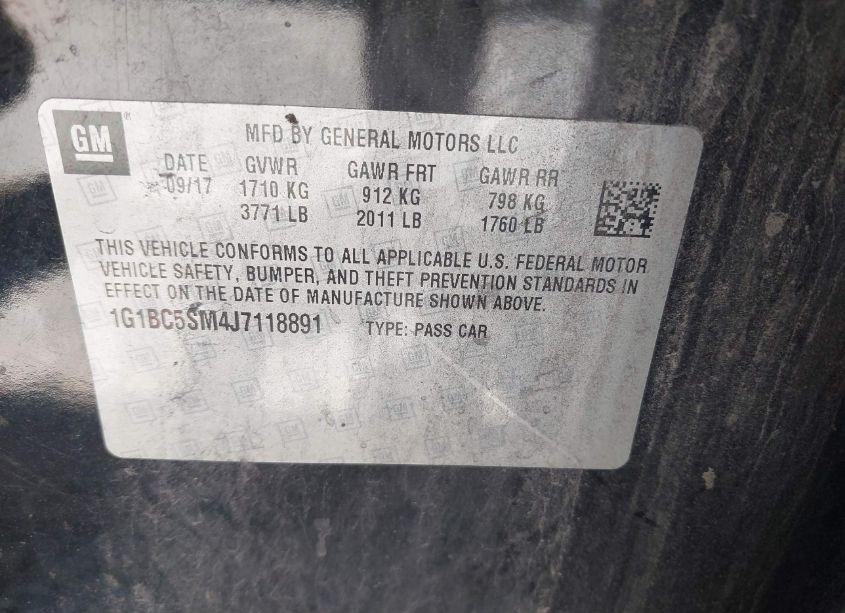 GM
MFD BY GENERAL MOTORS LLC
DATE GVWR GAWR FRT GAWR RR
09/17 1710 KG 912 KG 798 KG
3771 LB 2011 LB 1760 LB
THIS VEHICLE CONFORMS TO ALL APPLICABLE U.S. FEDERAL MOTOR
VEHICLE SAFETY, BUMPER, AND THEFT PREVENTION STANDARDS IN
EFFECT ON THE DATE OF MANUFACTURE SHOWN ABOVE.
1G1BC5SM4J7118891 TYPE: PASS CAR